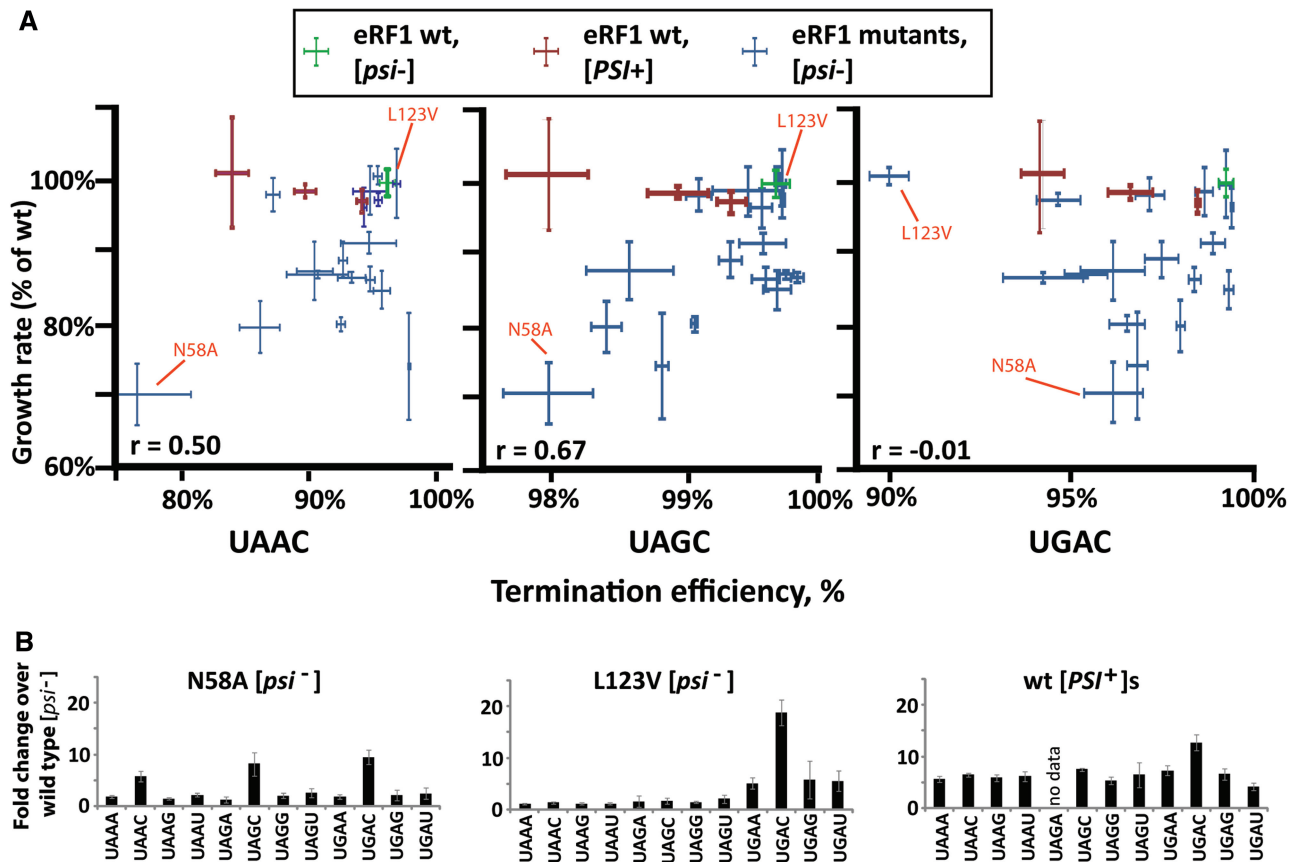 A
eRF1 wt, [psi-]
eRF1 wt, [PSI+]
eRF1 mutants, [psi-]
Growth rate (% of wt)
100%
80%
60%
L123V
N58A
r = 0.50
80%
90%
100%
UAAC
L123V
N58A
r = 0.67
98%
99%
100%
UAGC
L123V
N58A
r = -0.01
90%
95%
100%
UGAC
Termination efficiency, %
B
Fold change over wild type [psi-]
N58A [psi -]
20
10
0
UAAA
UAAC
UAAG
UAAU
UAGA
UAGC
UAGG
UAGU
UGAA
UGAC
UGAG
UGAU
L123V [psi -]
20
10
0
UAAA
UAAC
UAAG
UAAU
UAGA
UAGC
UAGG
UAGU
UGAA
UGAC
UGAG
UGAU
wt [PSI+]s
20
10
0
no data
UAAA
UAAC
UAAG
UAAU
UAGA
UAGC
UAGG
UAGU
UGAA
UGAC
UGAG
UGAU